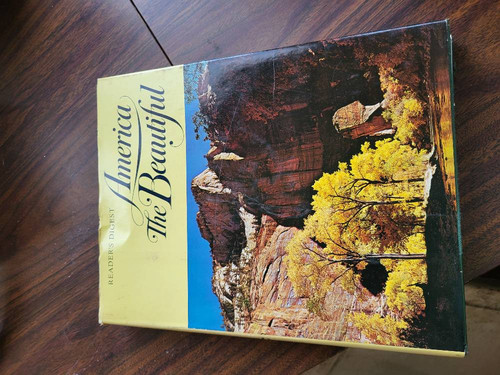 READER'S DIGEST
America
The Beautiful